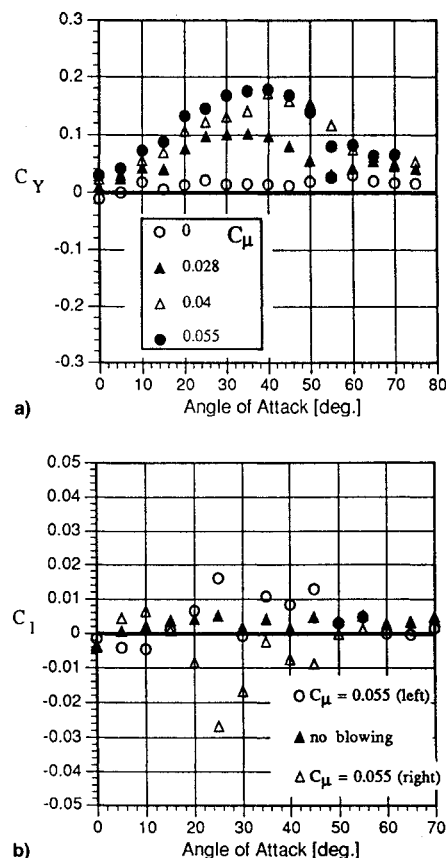 0.3
0.2
0.1
C_Y
0
-0.1
-0.2
-0.3
C_μ
0
0.028
0.04
0.055
0 10 20 30 40 50 60 70 80
a) Angle of Attack [deg.]
0.05
0.04
0.03
0.02
0.01
C_l
0
-0.01
-0.02
-0.03
-0.04
-0.05
C_μ = 0.055 (left)
no blowing
C_μ = 0.055 (right)
0 10 20 30 40 50 60 70
b) Angle of Attack [deg.]